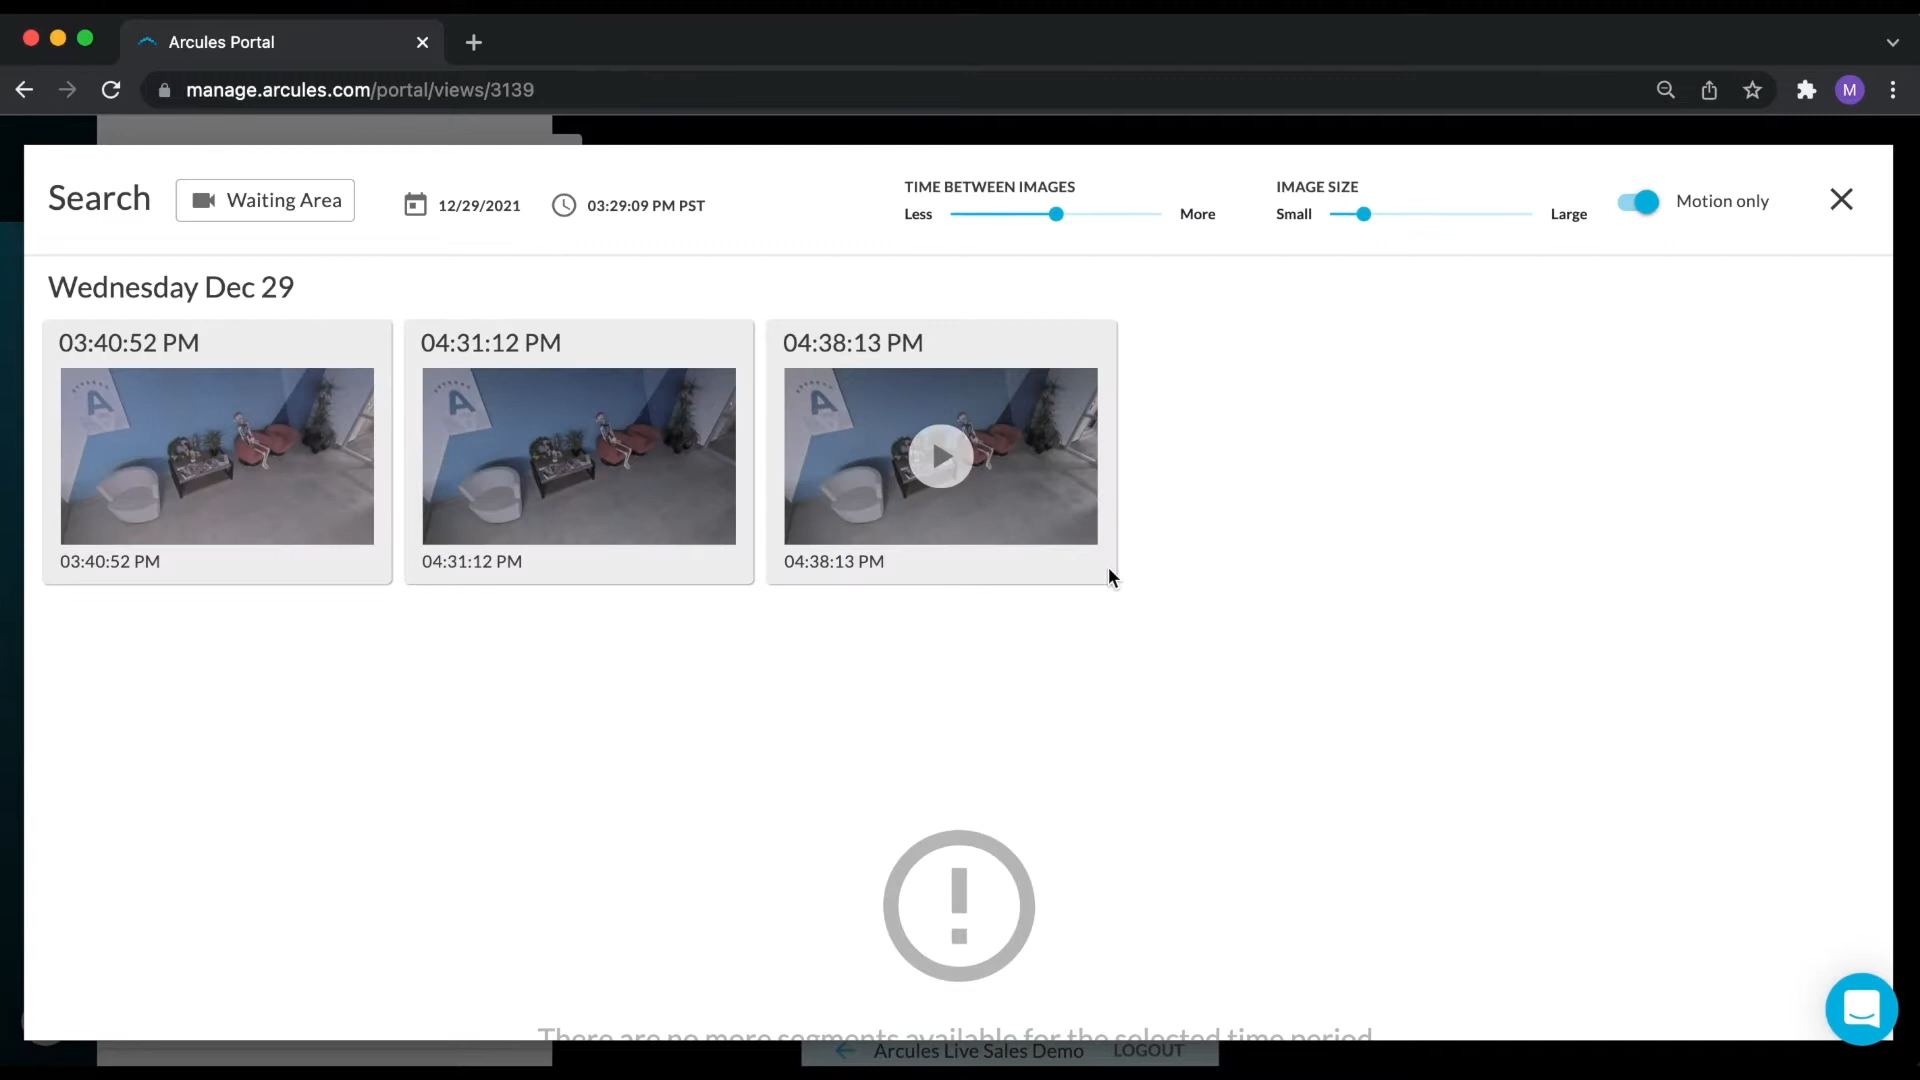 Arcules Portal
manage.arcules.com/portal/views/3139
M
Search
Waiting Area
12/29/2021
03:29:09 PM PST
TIME BETWEEN IMAGES
Less
More
IMAGE SIZE
Small
Large
Motion only
Wednesday Dec 29
03:40:52 PM
04:31:12 PM
04:38:13 PM
A
A
A
03:40:52 PM
04:31:12 PM
04:38:13 PM
There are no more segments available for the selected time period
Arcules Live Sales Demo
LOGOUT